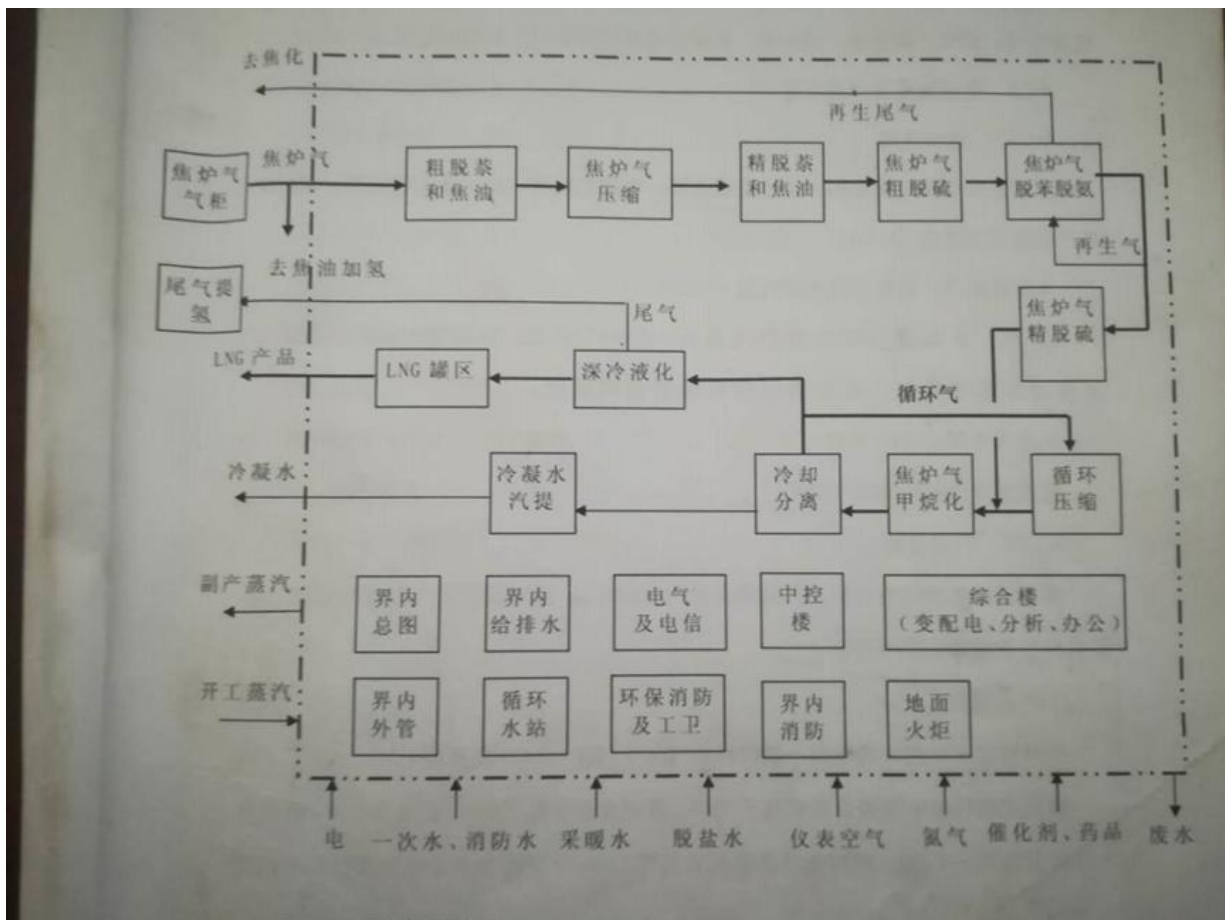 去焦化
再生尾气
焦炉气
气柜
焦炉气
粗脱萘
和焦油
焦炉气
压缩
精脱萘
和焦油
焦炉气
粗脱硫
焦炉气
脱苯脱氨
再生气
去焦油加氢
尾气提
氢
尾气
焦炉气
精脱硫
LNG 产品
LNG 罐区
深冷液化
循环气
冷凝水
冷凝水
汽提
冷却
分离
焦炉气
甲烷化
循环
压缩
副产蒸汽
界内
总图
界内
给排水
电气
及电信
中控
楼
综合楼
（变配电、分析、办公）
开工蒸汽
界内
外管
循环
水站
环保消防
及工卫
界内
消防
地面
火炬
电
一次水、消防水
采暖水
脱盐水
仪表空气
氮气
催化剂、药品
废水